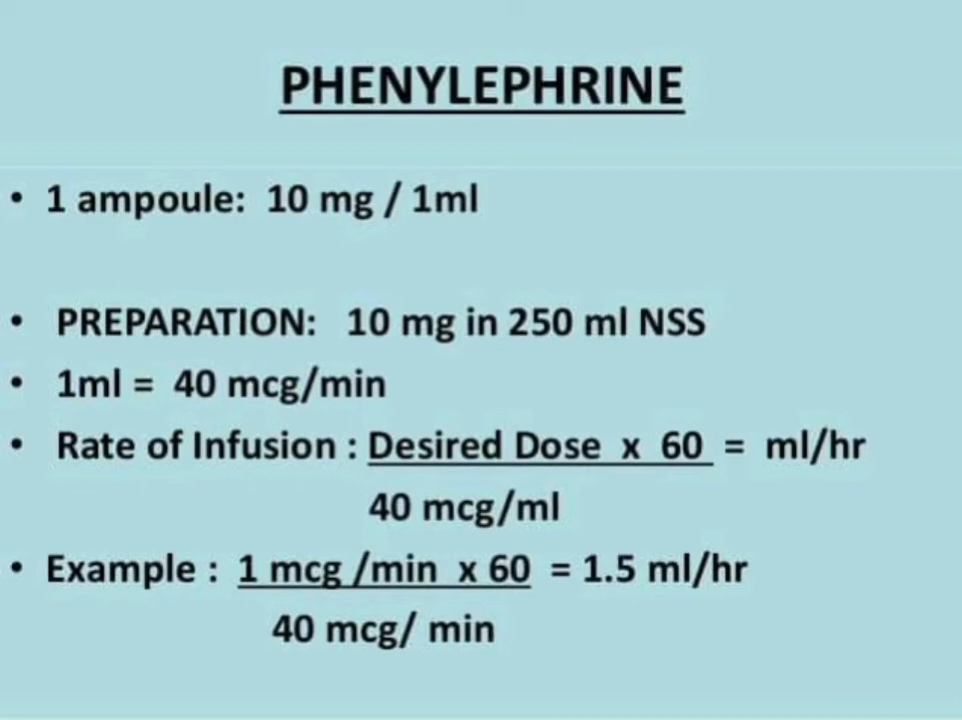 PHENYLEPHRINE
• 1 ampoule: 10 mg / 1ml
• PREPARATION: 10 mg in 250 ml NSS
• 1ml = 40 mcg/min
• Rate of Infusion : Desired Dose x 60 = ml/hr
40 mcg/ml
• Example : 1 mcg /min x 60 = 1.5 ml/hr
40 mcg/ min